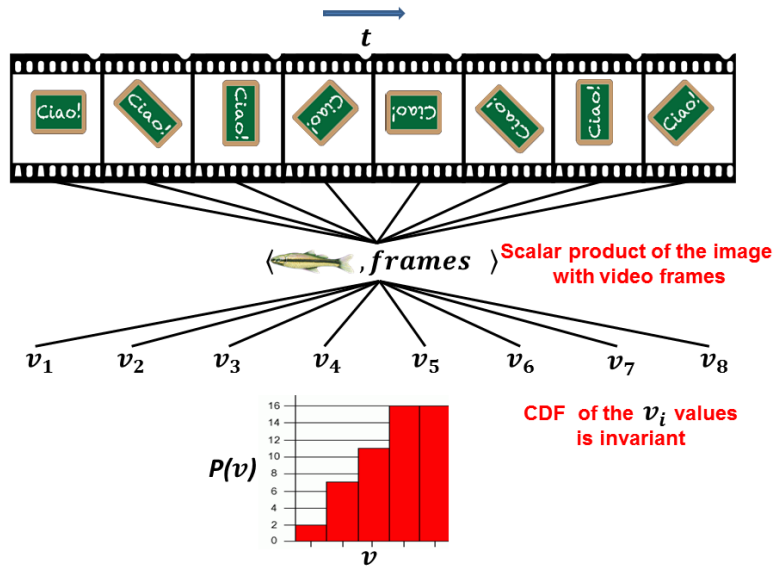 t
Ciao! Ciao! Ciao! Ciao! Ciao! Ciao! Ciao! Ciao!
⟨ , frames ⟩
Scalar product of the image
with video frames
v₁ v₂ v₃ v₄ v₅ v₆ v₇ v₈
CDF of the vᵢ values
is invariant
P(v)
16
14
12
10
8
6
4
2
0
v